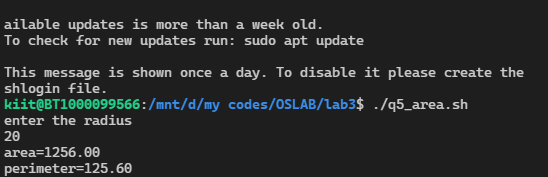 ailable updates is more than a week old.
To check for new updates run: sudo apt update
This message is shown once a day. To disable it please create the
shlogin file.
kiit@BT1000099566:/mnt/d/my codes/OSLAB/lab3$ ./q5_area.sh
enter the radius
20
area=1256.00
perimeter=125.60